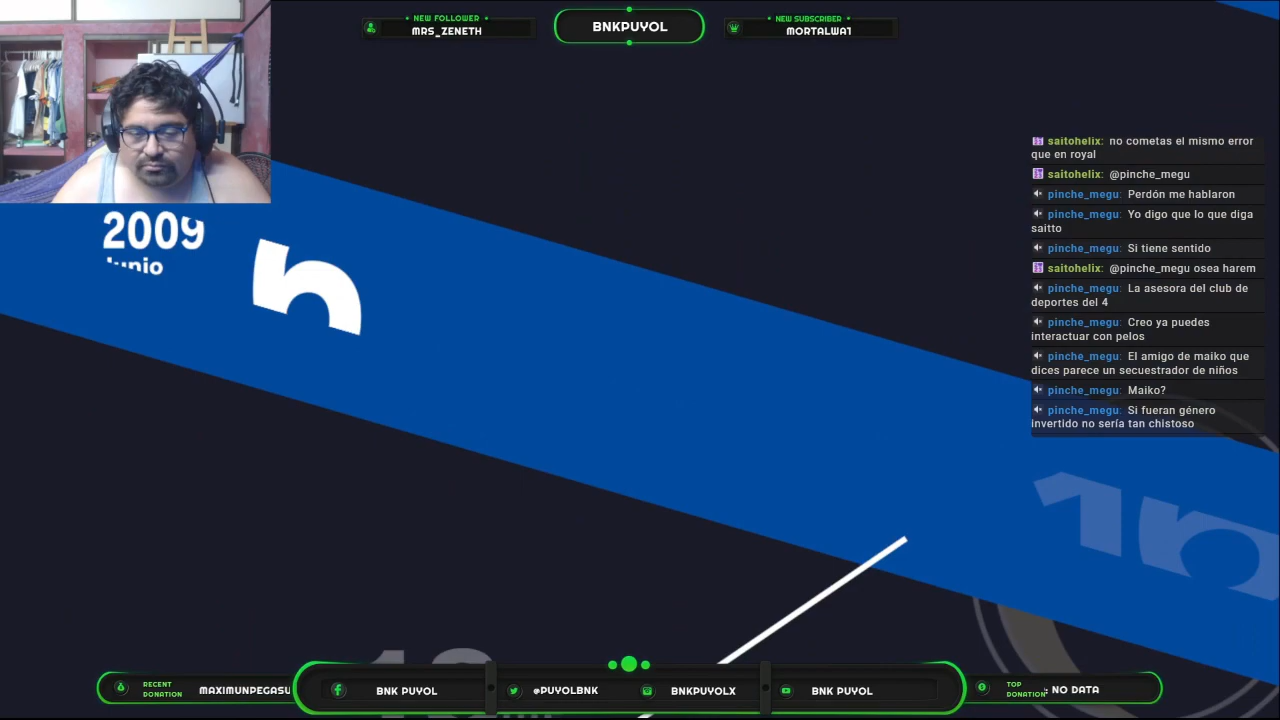 NEW FOLLOWER
MRS_ZENETH
BNKPUYOL
NEW SUBSCRIBER
MORTALWA1
saitohelix: no cometas el mismo error
que en royal
saitohelix: @pinche_megu
pinche_megu: Perdón me hablaron
pinche_megu: Yo digo que lo que diga
saitto
pinche_megu: Si tiene sentido
saitohelix: @pinche_megu osea harem
pinche_megu: La asesora del club de
deportes del 4
pinche_megu: Creo ya puedes
interactuar con pelos
pinche_megu: El amigo de maiko que
dices parece un secuestrador de niños
pinche_megu: Maiko?
pinche_megu: Si fueran género
invertido no sería tan chistoso
2009
Junio
RECENT
DONATION
MAXIMUNPEGASU
BNK PUYOL
@PUYOLBNK
BNKPUYOLX
BNK PUYOL
TOP
DONATION
: NO DATA